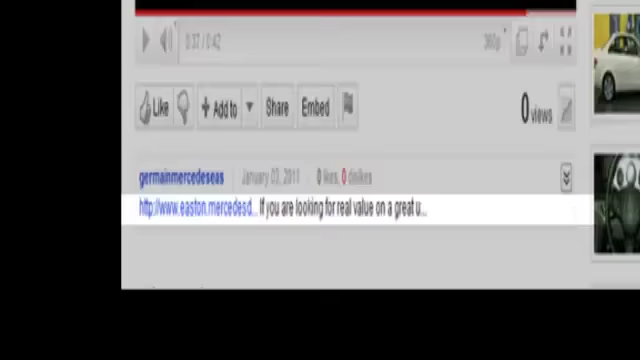 0:37 / 0:42 360p
Like Add to Share Embed 0 views
germainmercedeseas January 03, 2011 0 likes, 0 dislikes
http://www.easton.mercedesd... If you are looking for real value on a great u...